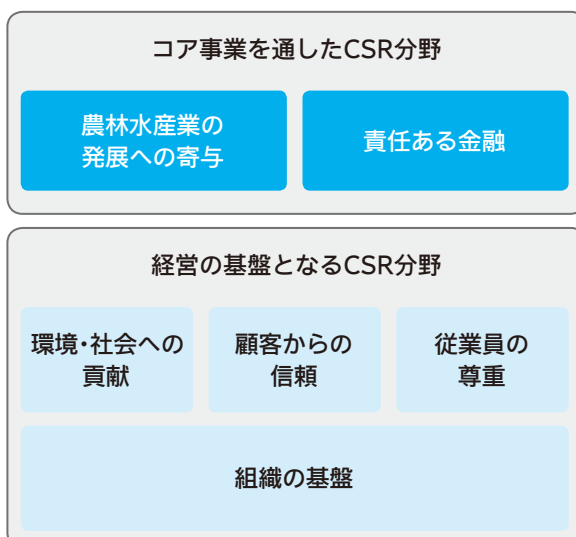 コア事業を通したCSR分野
農林水産業の
発展への寄与
責任ある金融
経営の基盤となるCSR分野
環境・社会への
貢献
顧客からの
信頼
従業員の
尊重
組織の基盤